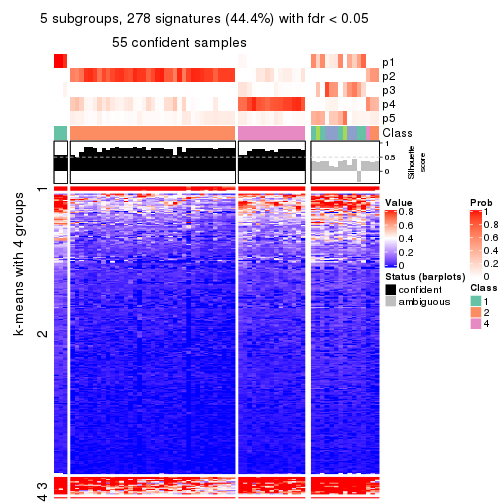 5 subgroups, 278 signatures (44.4%) with fdr < 0.05
55 confident samples
p1
p2
p3
p4
p5
Class
1
0.5
0
Silhouette
score
k-means with 4 groups
1
2
3
4
Value
0.8
0.6
0.4
0.2
0
Status (barplots)
confident
ambiguous
Prob
1
0.8
0.6
0.4
0.2
0
Class
1
2
4